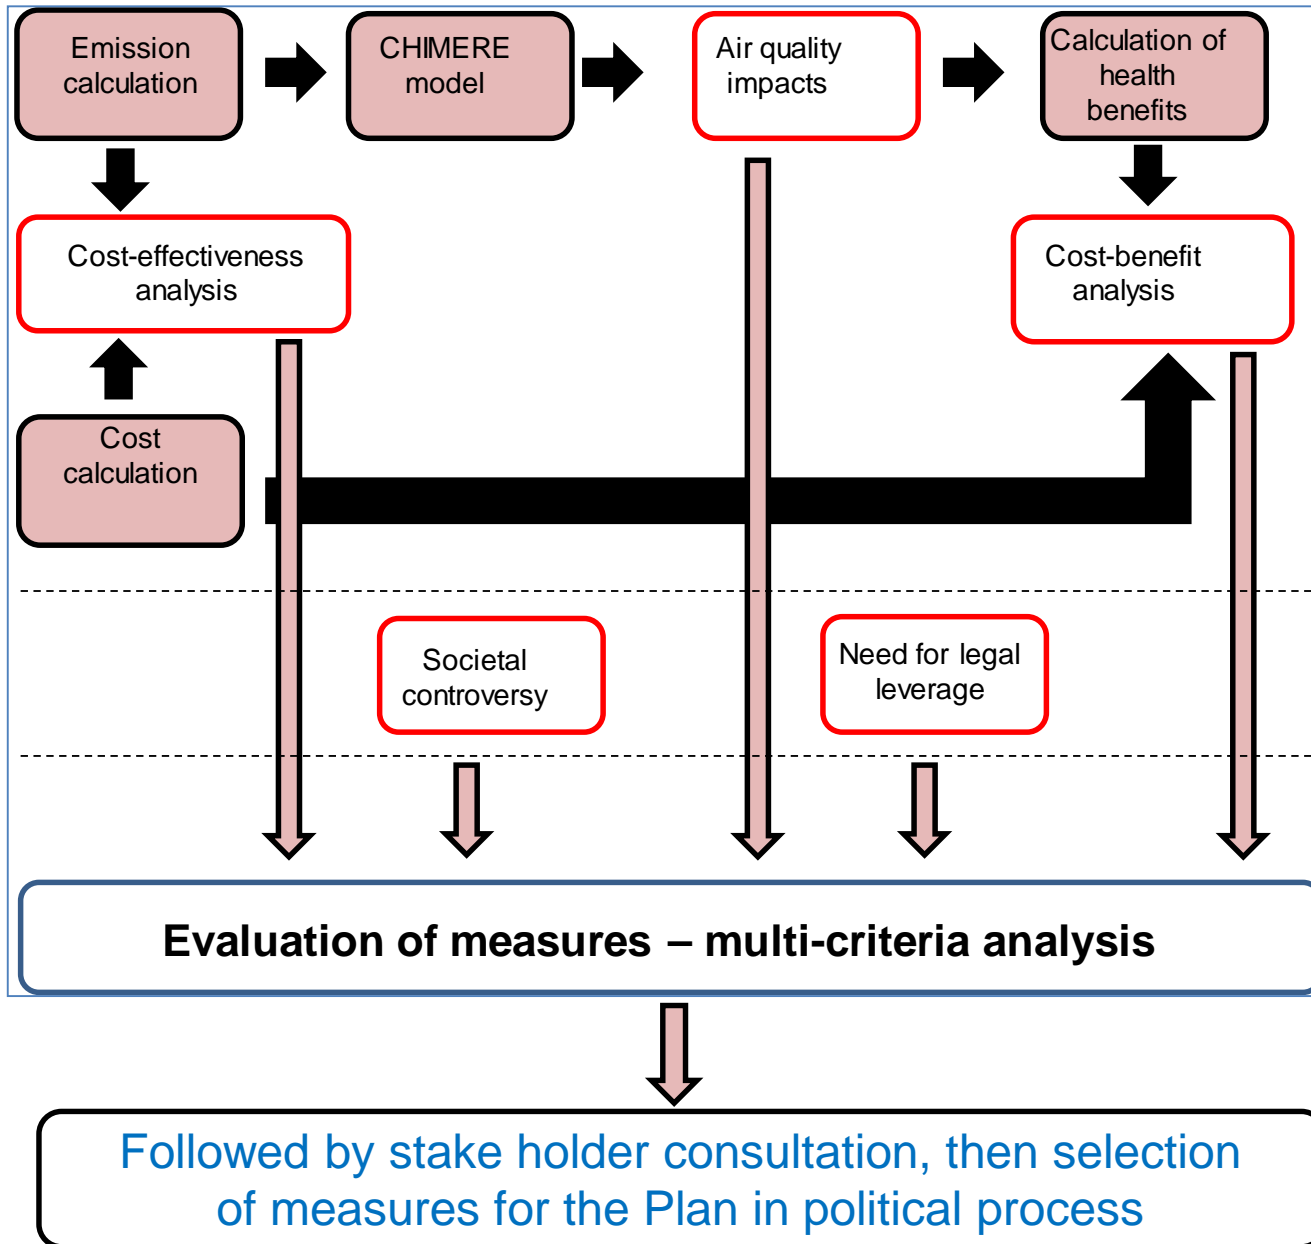 Emission
calculation
CHIMERE
model
Air quality
impacts
Calculation of
health
benefits
Cost-effectiveness
analysis
Cost-benefit
analysis
Cost
calculation
Societal
controversy
Need for legal
leverage
Evaluation of measures – multi-criteria analysis
Followed by stake holder consultation, then selection
of measures for the Plan in political process